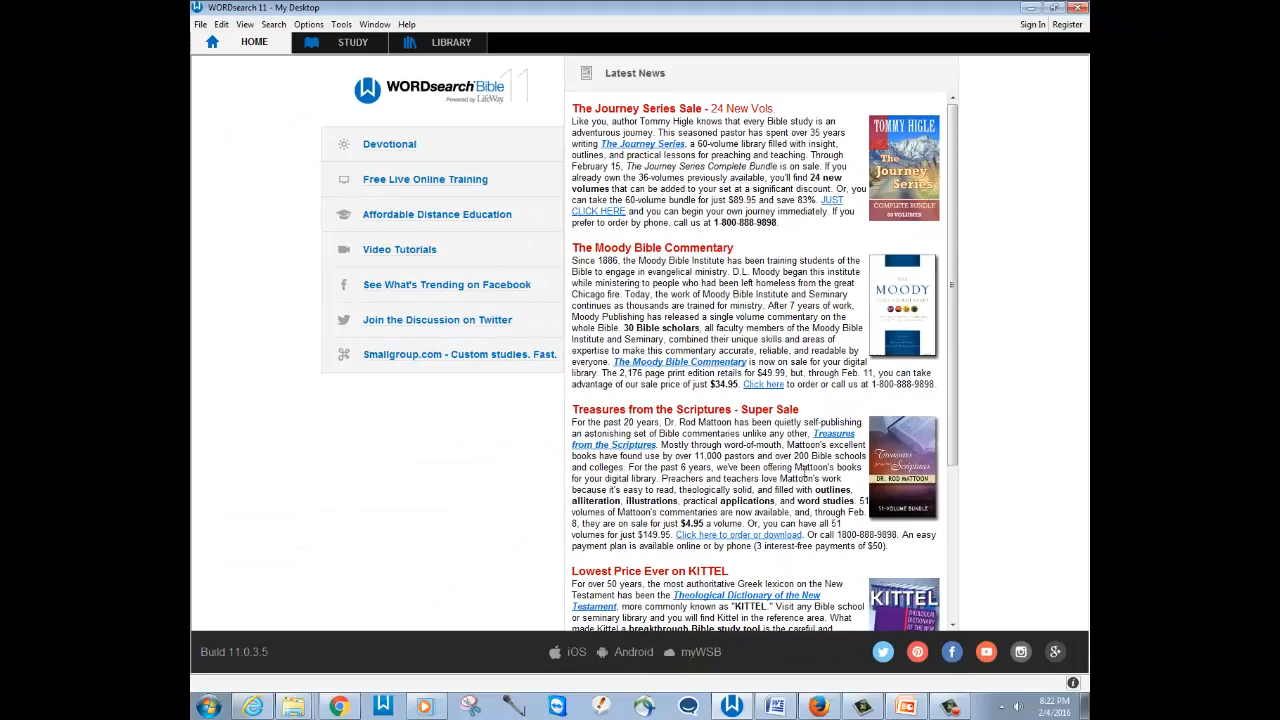 WORDsearch 11 - My Desktop
File Edit View Search Options Tools Window Help
Sign In Register
HOME STUDY LIBRARY
WORDsearch Bible 11
Powered by LifeWay
Devotional
Free Live Online Training
Affordable Distance Education
Video Tutorials
See What's Trending on Facebook
Join the Discussion on Twitter
Smallgroup.com - Custom studies. Fast.
Latest News
The Journey Series Sale - 24 New Vols.
Like you, author Tommy Higle knows that every Bible study is an
adventurous journey. This seasoned pastor has spent over 35 years
writing The Journey Series, a 60-volume library filled with insight,
outlines, and practical lessons for preaching and teaching. Through
February 15, The Journey Series Complete Bundle is on sale. If you
already own the 36-volumes previously available, you'll find 24 new
volumes that can be added to your set at a significant discount. Or, you
can take the 60-volume bundle for just $89.95 and save 83%. JUST
CLICK HERE and you can begin your own journey immediately. If you
prefer to order by phone, call us at 1-800-888-9898.
TOMMY HIGLE
The
Journey
Series
COMPLETE BUNDLE
60 VOLUMES
The Moody Bible Commentary
Since 1886, the Moody Bible Institute has been training students of the
Bible to engage in evangelical ministry. D.L. Moody began this institute
while ministering to people who had been left homeless from the great
Chicago fire. Today, the work of Moody Bible Institute and Seminary
continues as thousands are trained for ministry. After 7 years of work,
Moody Publishing has released a single volume commentary on the
whole Bible. 30 Bible scholars, all faculty members of the Moody Bible
Institute and Seminary, combined their unique skills and areas of
expertise to make this commentary accurate, reliable, and readable by
everyone. The Moody Bible Commentary is now on sale for your digital
library. The 2,176 page print edition retails for $49.99, but, through Feb. 11, you can take
advantage of our sale price of just $34.95. Click here to order or call us at 1-800-888-9898.
MOODY
Treasures from the Scriptures - Super Sale
For the past 20 years, Dr. Rod Mattoon has been quietly self-publishing
an astonishing set of Bible commentaries unlike any other, Treasures
from the Scriptures. Mostly through word-of-mouth, Mattoon's excellent
books have found use by over 11,000 pastors and over 200 Bible schools
and colleges. For the past 6 years, we've been offering Mattoon's books
for your digital library. Preachers and teachers love Mattoon's work
because it's easy to read, theologically solid, and filled with outlines,
alliteration, illustrations, practical applications, and word studies. 51
volumes of Mattoon's commentaries are now available, and, through Feb.
8, they are on sale for just $4.95 a volume. Or, you can have all 51
volumes for just $149.95. Click here to order or download. Or call 1800-888-9898. An easy
payment plan is available online or by phone (3 interest-free payments of $50).
Treasures
from the Scriptures
DR. ROD MATTOON
51-VOLUME BUNDLE
Lowest Price Ever on KITTEL
For over 50 years, the most authoritative Greek lexicon on the New
Testament has been the Theological Dictionary of the New
Testament, more commonly known as "KITTEL." Visit any Bible school
or seminary library and you will find Kittel in the reference area. What
made Kittel a breakthrough Bible study tool is the careful and
KITTEL
THEOLOGICAL
DICTIONARY
OF THE NEW
Build 11.0.3.5
iOS Android myWSB
8:22 PM
2/4/2016